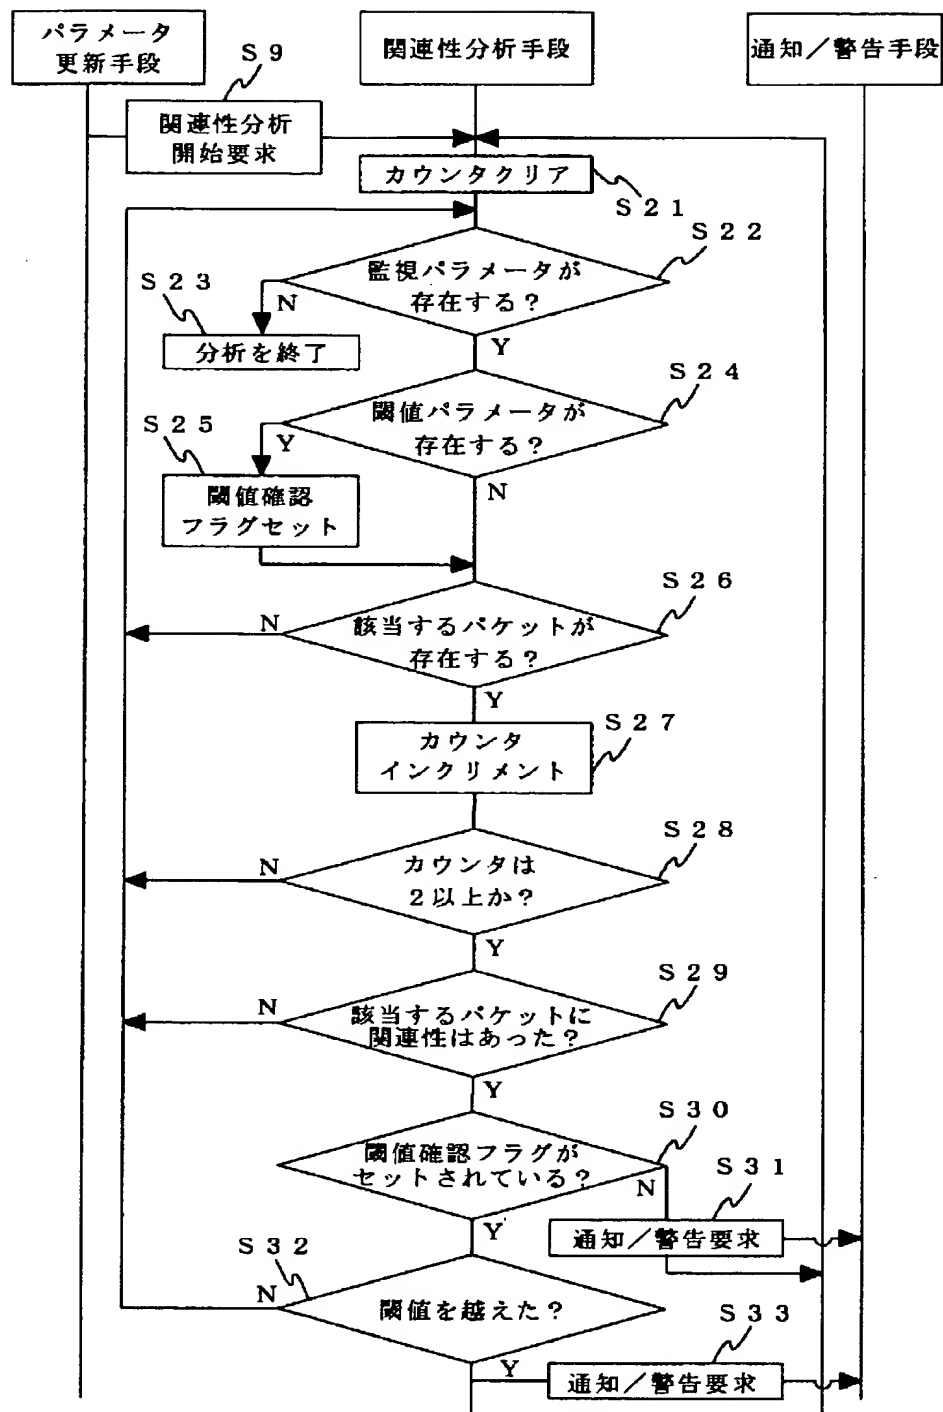 パラメータ
更新手段
関連性分析手段
通知／警告手段
S9
関連性分析
開始要求
カウンタクリア
S21
S22
監視パラメータが
存在する？
S23
N
分析を終了
Y
S24
閾値パラメータが
存在する？
S25
Y
閾値確認
フラグセット
N
S26
該当するパケットが
存在する？
N
Y
S27
カウンタ
インクリメント
S28
カウンタは
2以上か？
N
Y
S29
該当するパケットに
関連性はあった？
N
Y
S30
閾値確認フラグが
セットされている？
N
S31
Y
通知／警告要求
S32
N
閾値を越えた？
S33
Y
通知／警告要求